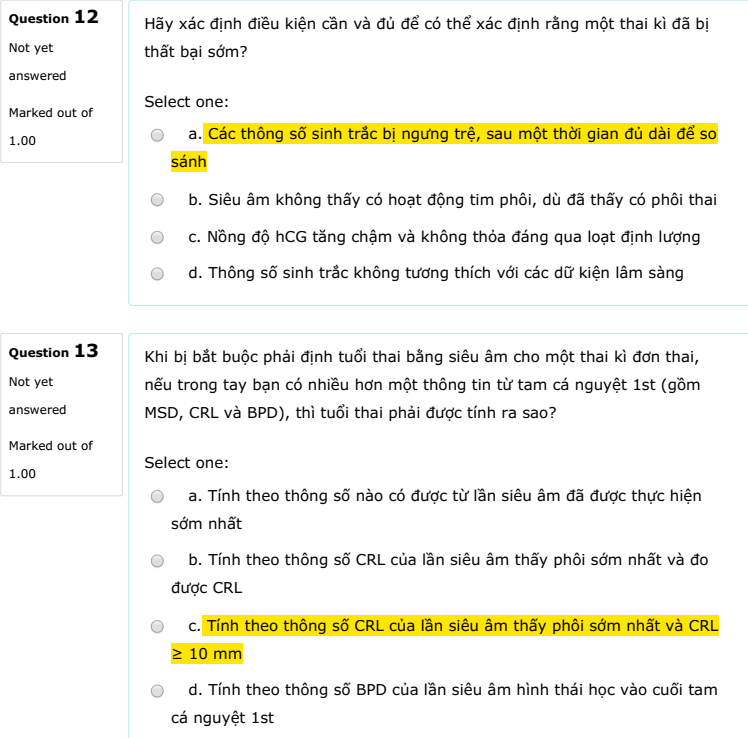 Question 12
Not yet
answered
Marked out of
1.00
Hãy xác định điều kiện cần và đủ để có thể xác định rằng một thai kì đã bị
thất bại sớm?
Select one:
a. Các thông số sinh trắc bị ngưng trệ, sau một thời gian đủ dài để so
sánh
b. Siêu âm không thấy có hoạt động tim phôi, dù đã thấy có phôi thai
c. Nồng độ hCG tăng chậm và không thỏa đáng qua loạt định lượng
d. Thông số sinh trắc không tương thích với các dữ kiện lâm sàng
Question 13
Not yet
answered
Marked out of
1.00
Khi bị bắt buộc phải định tuổi thai bằng siêu âm cho một thai kì đơn thai,
nếu trong tay bạn có nhiều hơn một thông tin từ tam cá nguyệt 1st (gồm
MSD, CRL và BPD), thì tuổi thai phải được tính ra sao?
Select one:
a. Tính theo thông số nào có được từ lần siêu âm đã được thực hiện
sớm nhất
b. Tính theo thông số CRL của lần siêu âm thấy phôi sớm nhất và đo
được CRL
c. Tính theo thông số CRL của lần siêu âm thấy phôi sớm nhất và CRL
≥ 10 mm
d. Tính theo thông số BPD của lần siêu âm hình thái học vào cuối tam
cá nguyệt 1st